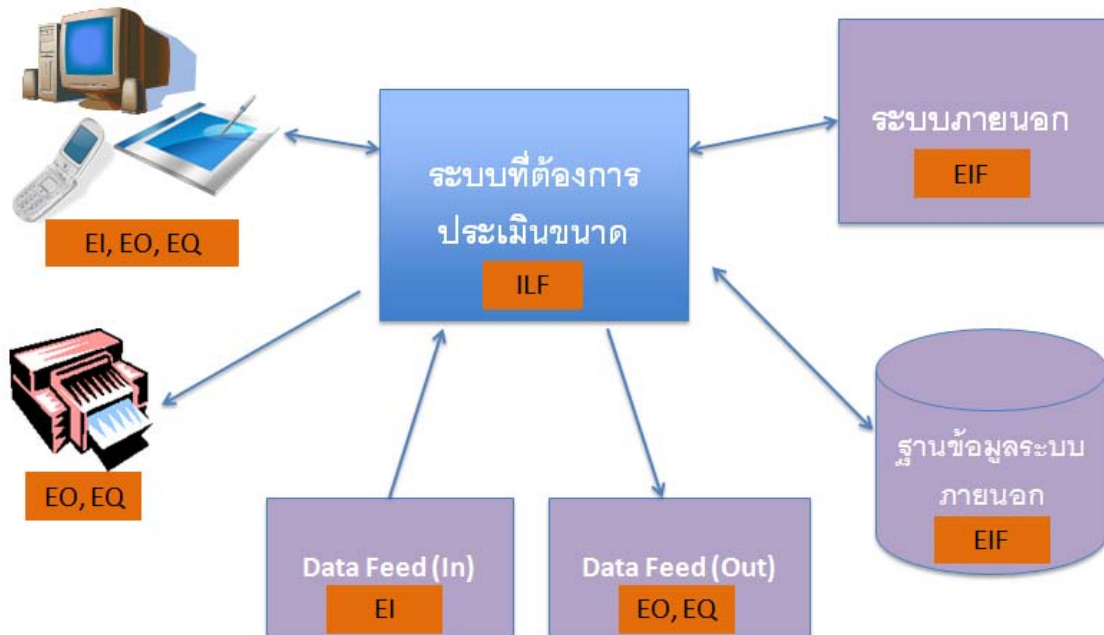 EI, EO, EQ
ระบบที่ต้องการ
ประเมินขนาด
ILF
ระบบภายนอก
EIF
EO, EQ
Data Feed (In)
EI
Data Feed (Out)
EO, EQ
ฐานข้อมูลระบบ
ภายนอก
EIF